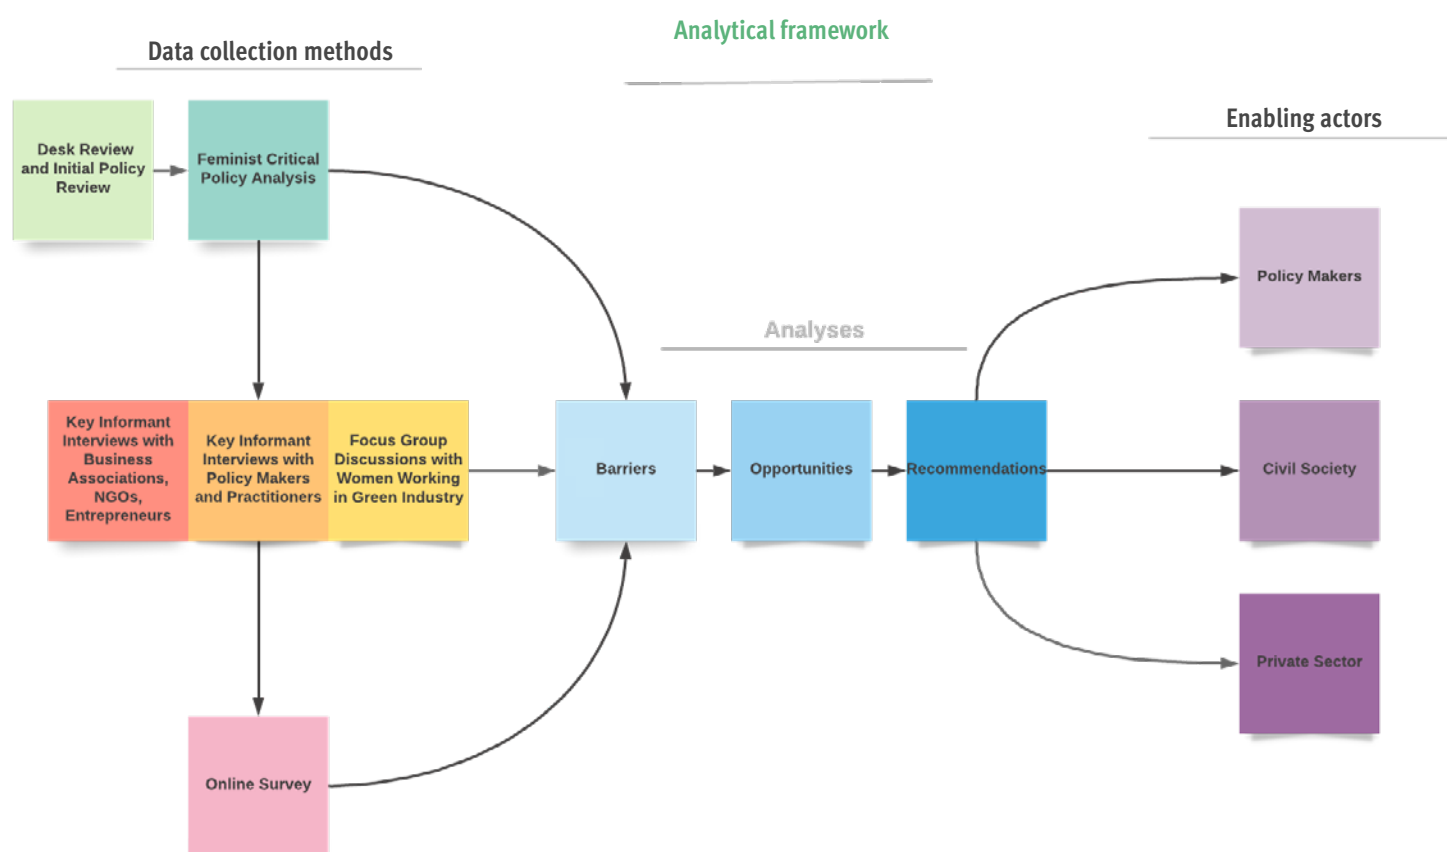 Analytical framework
Data collection methods
Enabling actors
Desk Review
and Initial Policy
Review
Feminist Critical
Policy Analysis
Policy Makers
Analyses
Key Informant
Interviews with
Business
Associations,
NGOs,
Entrepreneurs
Key Informant
Interviews with
Policy Makers
and Practitioners
Focus Group
Discussions with
Women Working
in Green Industry
Barriers
Opportunities
Recommendations
Civil Society
Private Sector
Online Survey